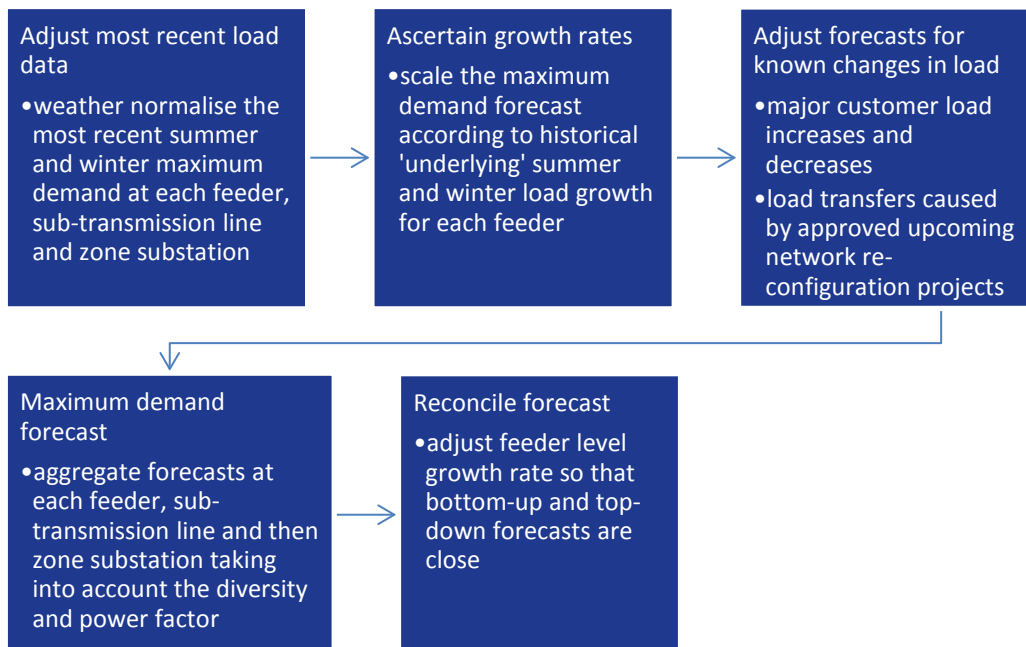 Adjust most recent load
data
•weather normalise the
most recent summer
and winter maximum
demand at each feeder,
sub-transmission line
and zone substation
Ascertain growth rates
•scale the maximum
demand forecast
according to historical
'underlying' summer
and winter load growth
for each feeder
Adjust forecasts for
known changes in load
•major customer load
increases and
decreases
•load transfers caused
by approved upcoming
network re-
configuration projects
Maximum demand
forecast
•aggregate forecasts at
each feeder, sub-
transmission line and then
zone substation taking
into account the diversity
and power factor
Reconcile forecast
•adjust feeder level
growth rate so that
bottom-up and top-
down forecasts are
close